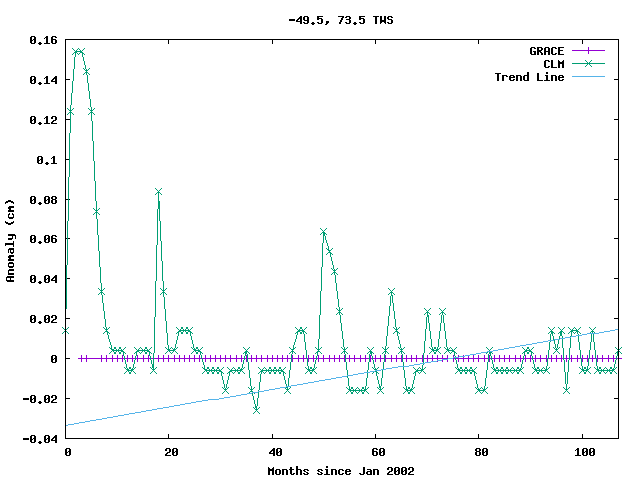 -49.5, 73.5 TWS
GRACE
CLM
Trend Line
0.16
0.14
0.12
0.1
0.08
0.06
0.04
0.02
0
-0.02
-0.04
Anomaly (cm)
0 20 40 60 80 100
Months since Jan 2002